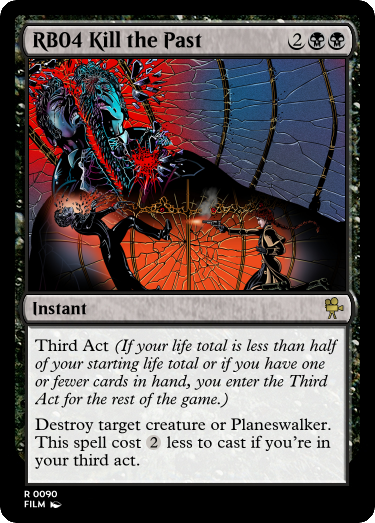 RB04 Kill the Past 2
Instant
Third Act (If your life total is less than half
of your starting life total or if you have one
or fewer cards in hand, you enter the Third
Act for the rest of the game.)
Destroy target creature or Planeswalker.
This spell cost 2 less to cast if you're in
your third act.
R 0090
FILM